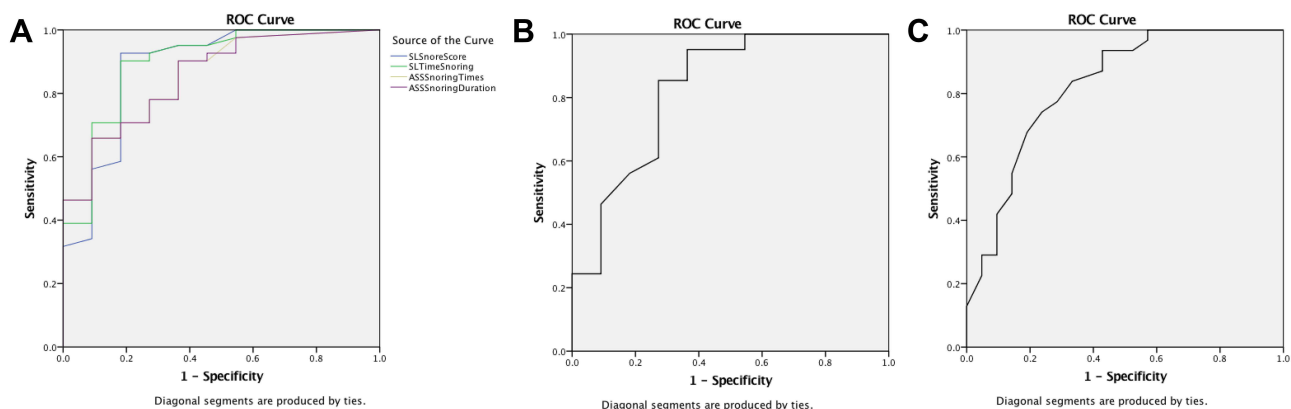 A
ROC Curve
Sensitivity
1.0
0.8
0.6
0.4
0.2
0.0
0.0 0.2 0.4 0.6 0.8 1.0
1 - Specificity
Diagonal segments are produced by ties.
Source of the Curve
SLSnoreScore
SLTimeSnoring
ASSSnoringTimes
ASSSnoringDuration
B
ROC Curve
Sensitivity
1.0
0.8
0.6
0.4
0.2
0.0
0.0 0.2 0.4 0.6 0.8 1.0
1 - Specificity
Diagonal segments are produced by ties.
C
ROC Curve
Sensitivity
1.0
0.8
0.6
0.4
0.2
0.0
0.0 0.2 0.4 0.6 0.8 1.0
1 - Specificity
Diagonal segments are produced by ties.